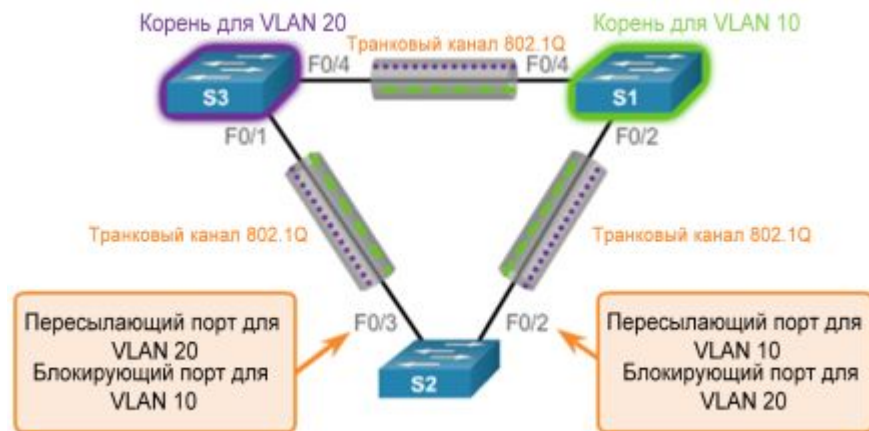 Корень для VLAN 20
Корень для VLAN 10
Транковый канал 802.1Q
F0/4
F0/4
S3
S1
F0/1
F0/2
Транковый канал 802.1Q
Транковый канал 802.1Q
F0/3
F0/2
Пересылающий порт для
VLAN 20
Блокирующий порт для
VLAN 10
S2
Пересылающий порт для
VLAN 10
Блокирующий порт для
VLAN 20